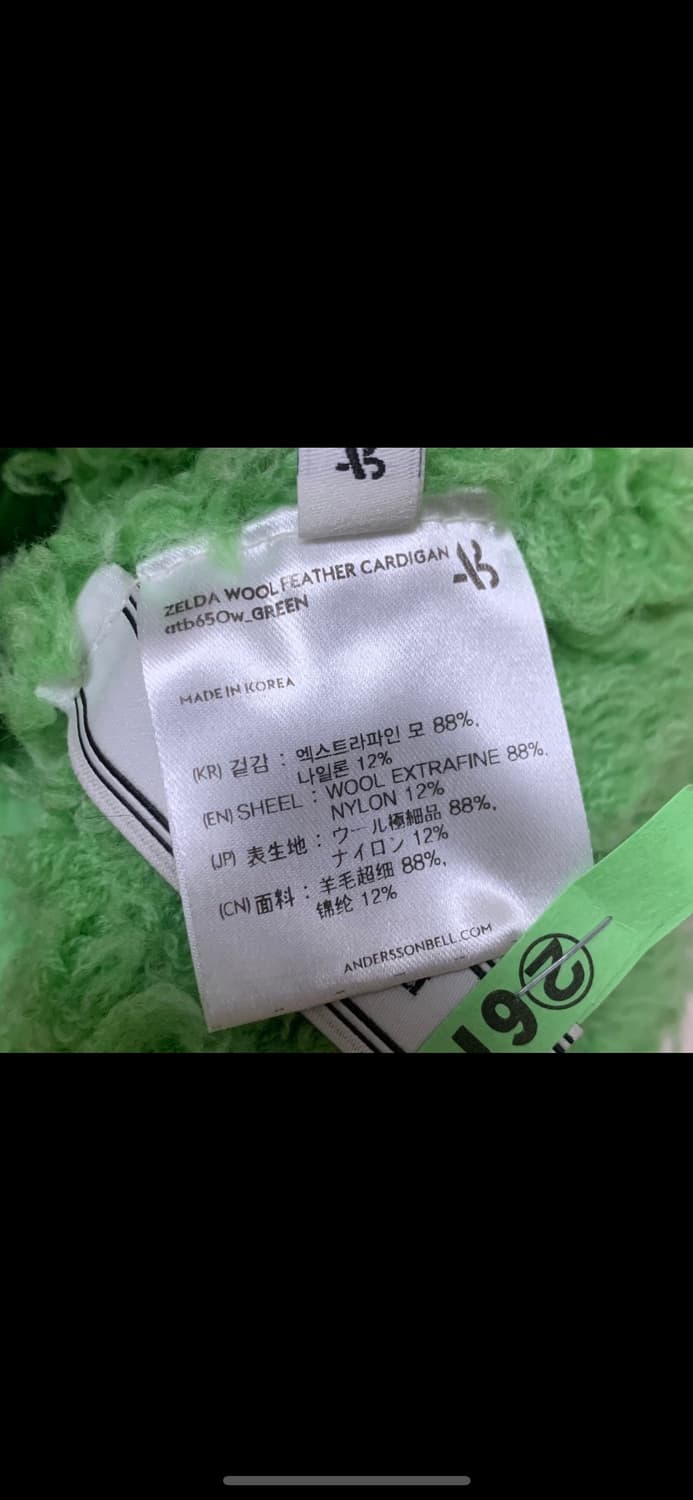 ZELDA WOOL FEATHER CARDIGAN
atb650w_GREEN
MADE IN KOREA
(KR) 겉감 : 엑스트라파인 모 88%,
나일론 12%
(EN) SHEEL : WOOL EXTRAFINE 88%,
NYLON 12%
(JP) 表生地 : ウール極細品 88%,
ナイロン 12%
(CN) 面料 : 羊毛超细 88%,
锦纶 12%
ANDERSSONBELL.COM